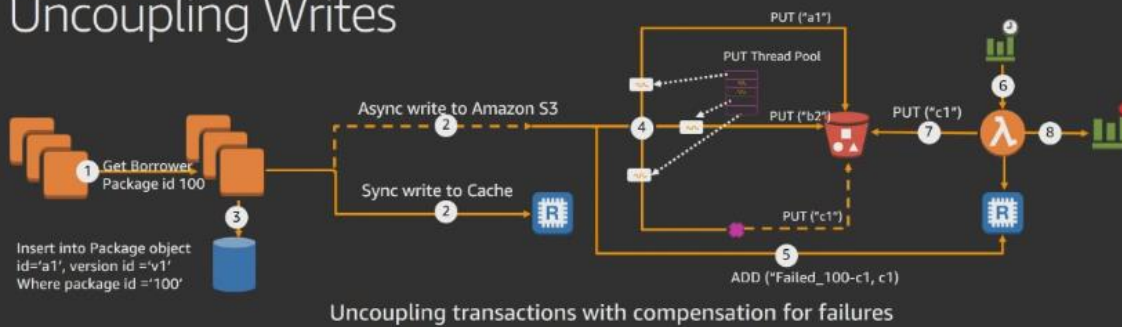 Uncoupling Writes
PUT ("a1")
PUT Thread Pool
6
Async write to Amazon S3
2
4
PUT ("b2")
PUT ("c1")
7
λ
8
1
Get Borrower
Package id 100
Sync write to Cache
2
R
R
3
PUT ("c1")
Insert into Package object
id='a1', version id ='v1'
Where package id ='100'
5
ADD ("Failed_100-c1, c1)
Uncoupling transactions with compensation for failures